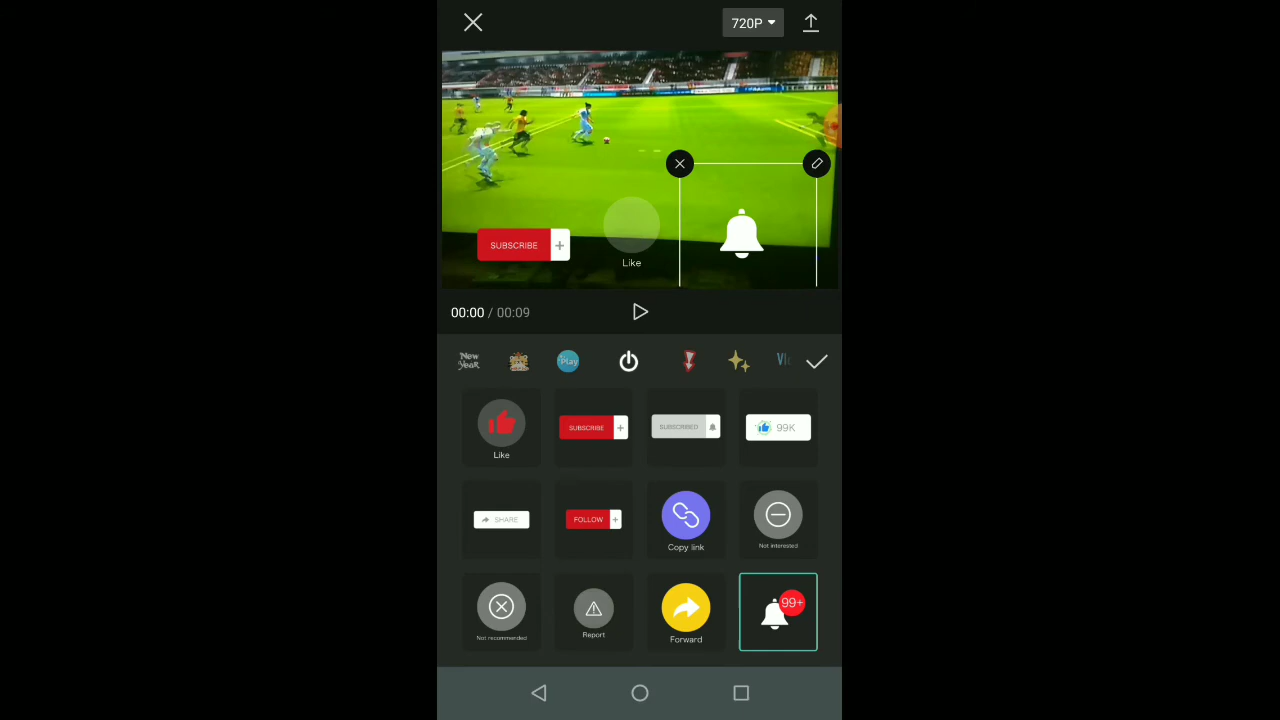 720P
SUBSCRIBE +
Like
00:00 / 00:09
New Year
Play
Like
SUBSCRIBE +
SUBSCRIBED
99K
SHARE
FOLLOW +
Copy link
Not interested
Not recommended
Report
Forward
99+